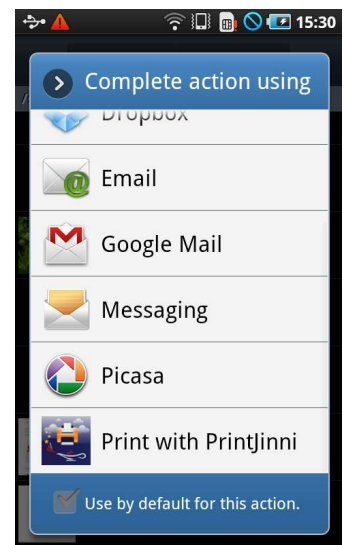 15:30
Complete action using
Dropbox
Email
Google Mail
Messaging
Picasa
Print with PrintJinni
Use by default for this action.